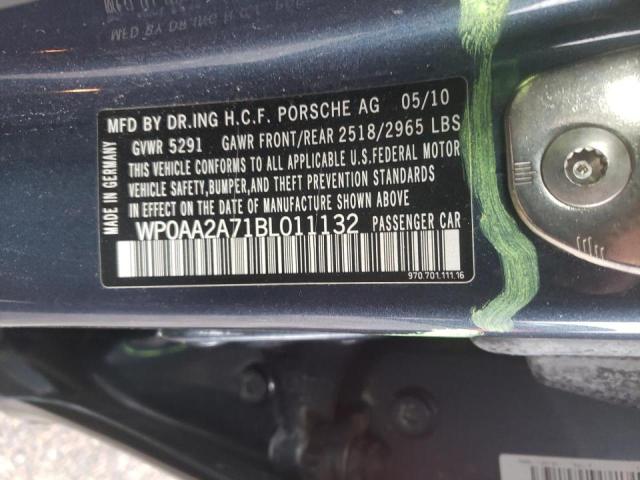 MFD BY DR.ING H.C.F. PORSCHE AG 05/10
GVWR 5291 GAWR FRONT/REAR 2518/2965 LBS
THIS VEHICLE CONFORMS TO ALL APPLICABLE U.S.FEDERAL MOTOR
VEHICLE SAFETY,BUMPER,AND THEFT PREVENTION STANDARDS
IN EFFECT ON THE DATE OF MANUFACTURE SHOWN ABOVE
WP0AA2A71BL011132 PASSENGER CAR
970.701.111.16
MADE IN GERMANY